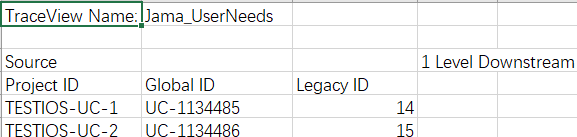 TraceView Name: Jama_UserNeeds
Source 1 Level Downstream
Project ID Global ID Legacy ID
TESTIOS-UC-1 UC-1134485 14
TESTIOS-UC-2 UC-1134486 15